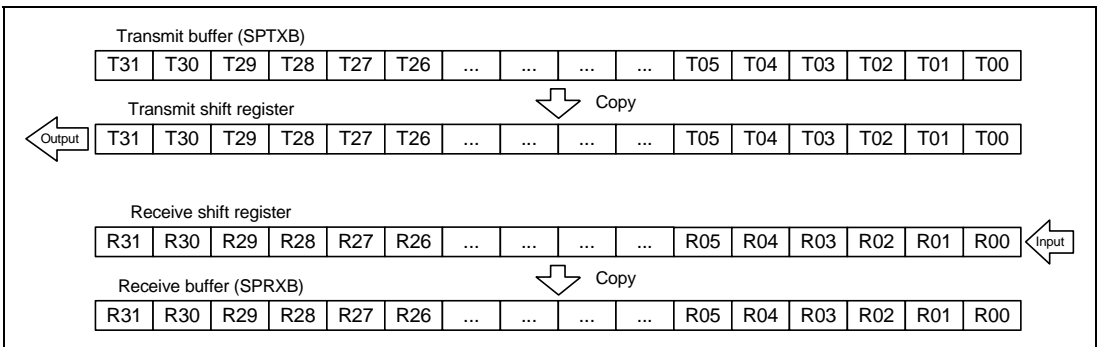 Transmit buffer (SPTXB)
T31 T30 T29 T28 T27 T26 ... ... ... ... T05 T04 T03 T02 T01 T00
Copy
Transmit shift register
Output T31 T30 T29 T28 T27 T26 ... ... ... ... T05 T04 T03 T02 T01 T00
Receive shift register
R31 R30 R29 R28 R27 R26 ... ... ... ... R05 R04 R03 R02 R01 R00 Input
Copy
Receive buffer (SPRXB)
R31 R30 R29 R28 R27 R26 ... ... ... ... R05 R04 R03 R02 R01 R00